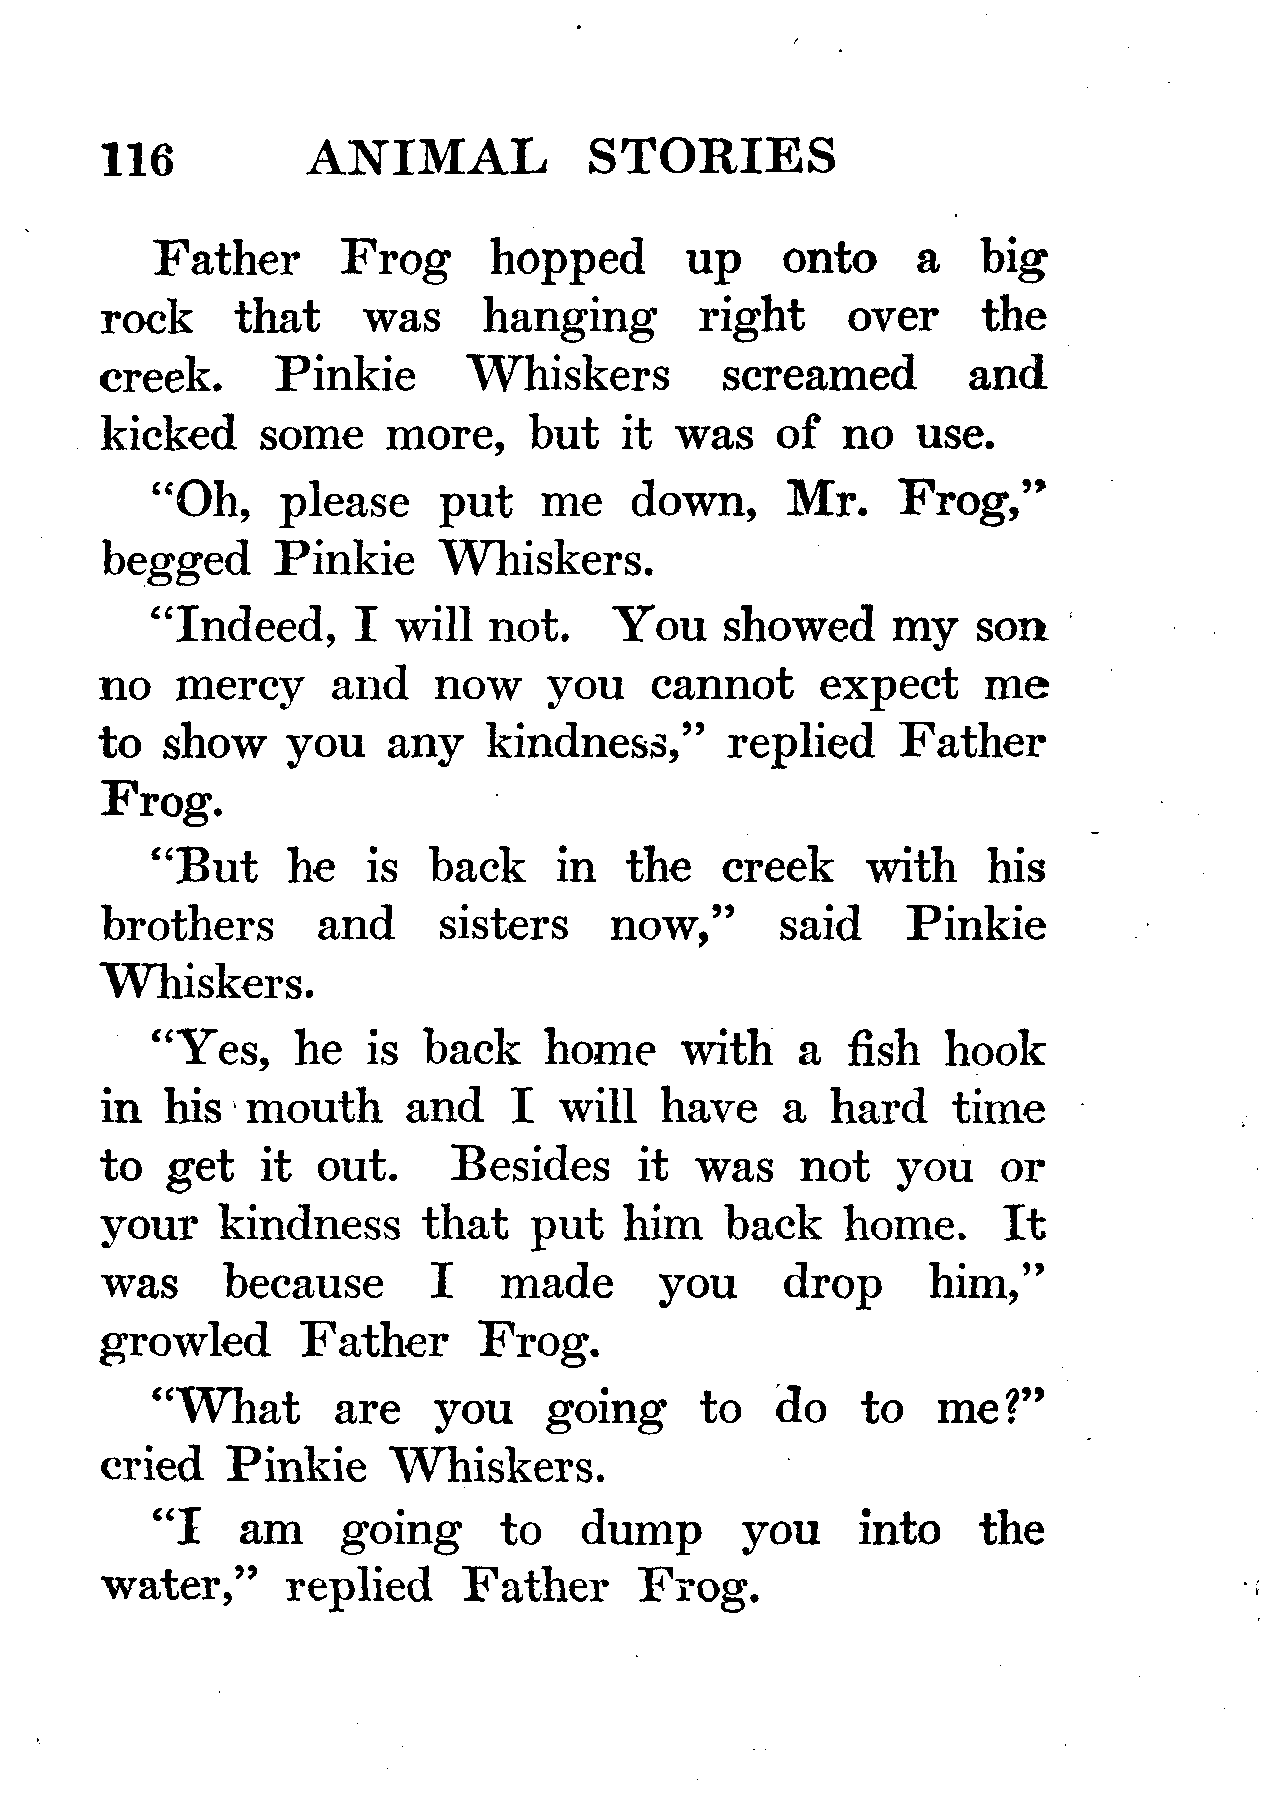 116 ANIMAL STORIES
Father Frog hopped up onto a big
rock that was hanging right over the
creek. Pinkie Whiskers screamed and
kicked some more, but it was of no use.
"Oh, please put me down, Mr. Frog,"
begged Pinkie Whiskers.
"Indeed, I will not. You showed my son
no mercy and now you cannot expect me
to show you any kindness," replied Father
Frog.
"But he is back in the creek with his
brothers and sisters now," said Pinkie
Whiskers.
"Yes, he is back home with a fish hook
in his mouth and I will have a hard time
to get it out. Besides it was not you or
your kindness that put him back home. It
was because I made you drop him,"
growled Father Frog.
"What are you going to do to me?"
cried Pinkie Whiskers.
"I am going to dump you into the
water," replied Father Frog.